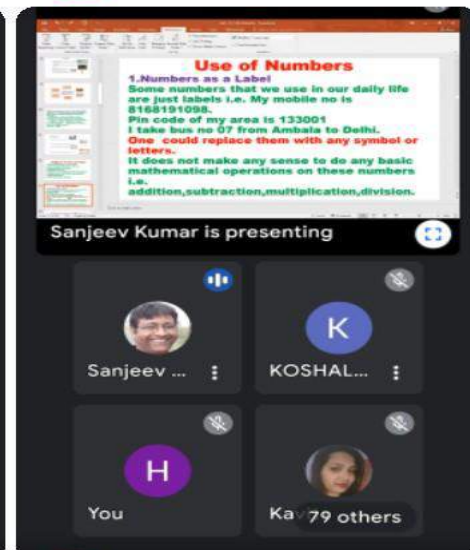 Use of Numbers
1.Numbers as a Label
Some numbers that we use in our daily life
are just labels i.e. My mobile no is
8168191098.
Pin code of my area is 133001
I take bus no 07 from Ambala to Delhi.
One could replace them with any symbol or
letters.
It does not make any sense to do any basic
mathematical operations on these numbers
i.e.
addition,subtraction,multiplication,division.
Sanjeev Kumar is presenting
K
Sanjeev ...
KOSHAL...
H
You
Ka
79 others